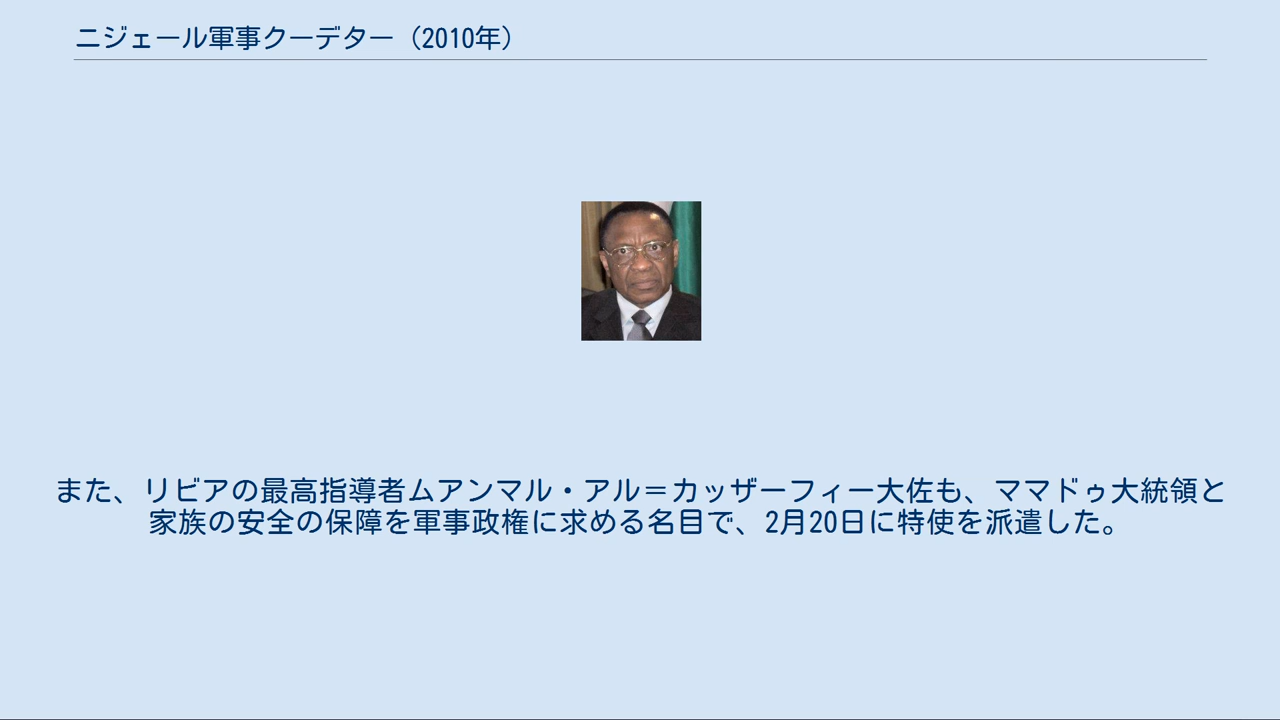 ニジェール軍事クーデター（2010年）
また、リビアの最高指導者ムアンマル・アル＝カッザーフィー大佐も、ママドゥ大統領と
家族の安全の保障を軍事政権に求める名目で、2月20日に特使を派遣した。